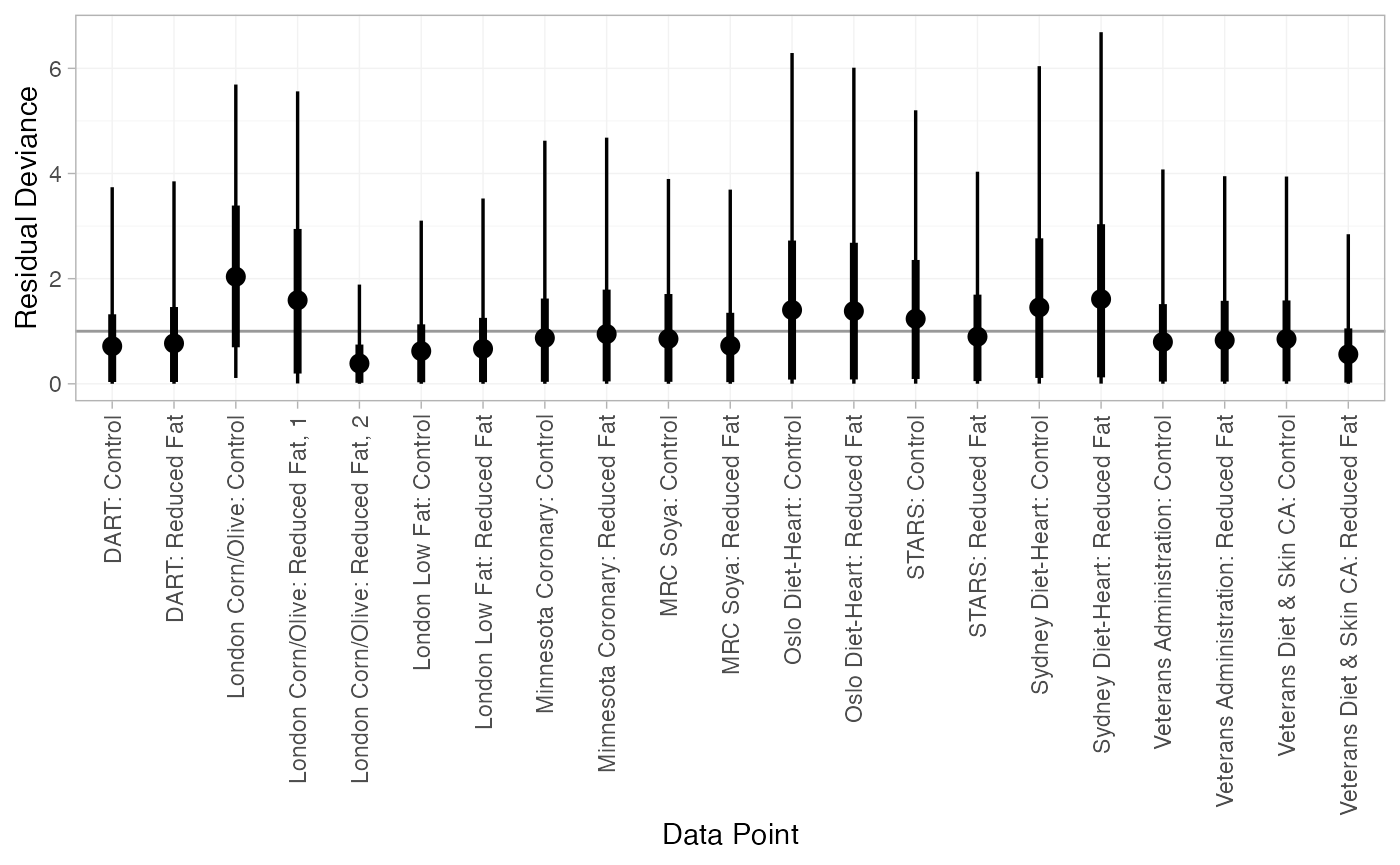 Residual Deviance
6
4
2
0
DART: Control
DART: Reduced Fat
London Corn/Olive: Control
London Corn/Olive: Reduced Fat, 1
London Corn/Olive: Reduced Fat, 2
London Low Fat: Control
London Low Fat: Reduced Fat
Minnesota Coronary: Control
Minnesota Coronary: Reduced Fat
MRC Soya: Control
MRC Soya: Reduced Fat
Oslo Diet-Heart: Control
Oslo Diet-Heart: Reduced Fat
STARS: Control
STARS: Reduced Fat
Sydney Diet-Heart: Control
Sydney Diet-Heart: Reduced Fat
Veterans Administration: Control
Veterans Administration: Reduced Fat
Veterans Diet & Skin CA: Control
Veterans Diet & Skin CA: Reduced Fat
Data Point